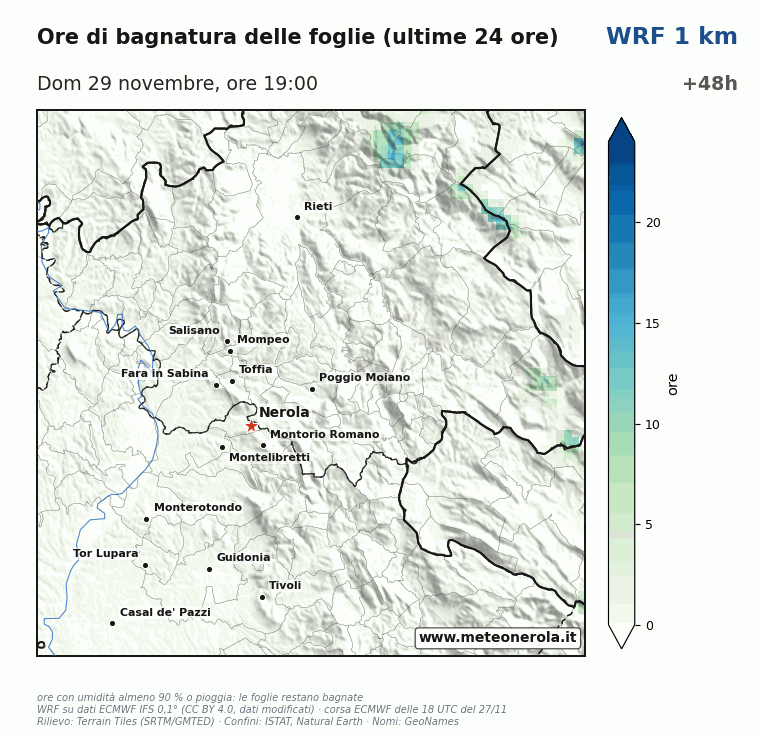 Ore di bagnatura delle foglie (ultime 24 ore)
WRF 1 km
Dom 29 novembre, ore 19:00
+48h
Rieti
Salisano
Mompeo
Toffia
Fara in Sabina
Poggio Moiano
Nerola
Montorio Romano
Montelibretti
Monterotondo
Tor Lupara
Guidonia
Tivoli
Casal de' Pazzi
www.meteonerola.it
20
15
10
5
0
ore
ore con umidità almeno 90 % o pioggia: le foglie restano bagnate
WRF su dati ECMWF IFS 0,1° (CC BY 4.0, dati modificati) · corsa ECMWF delle 18 UTC del 27/11
Rilievo: Terrain Tiles (SRTM/GMTED) · Confini: ISTAT, Natural Earth · Nomi: GeoNames